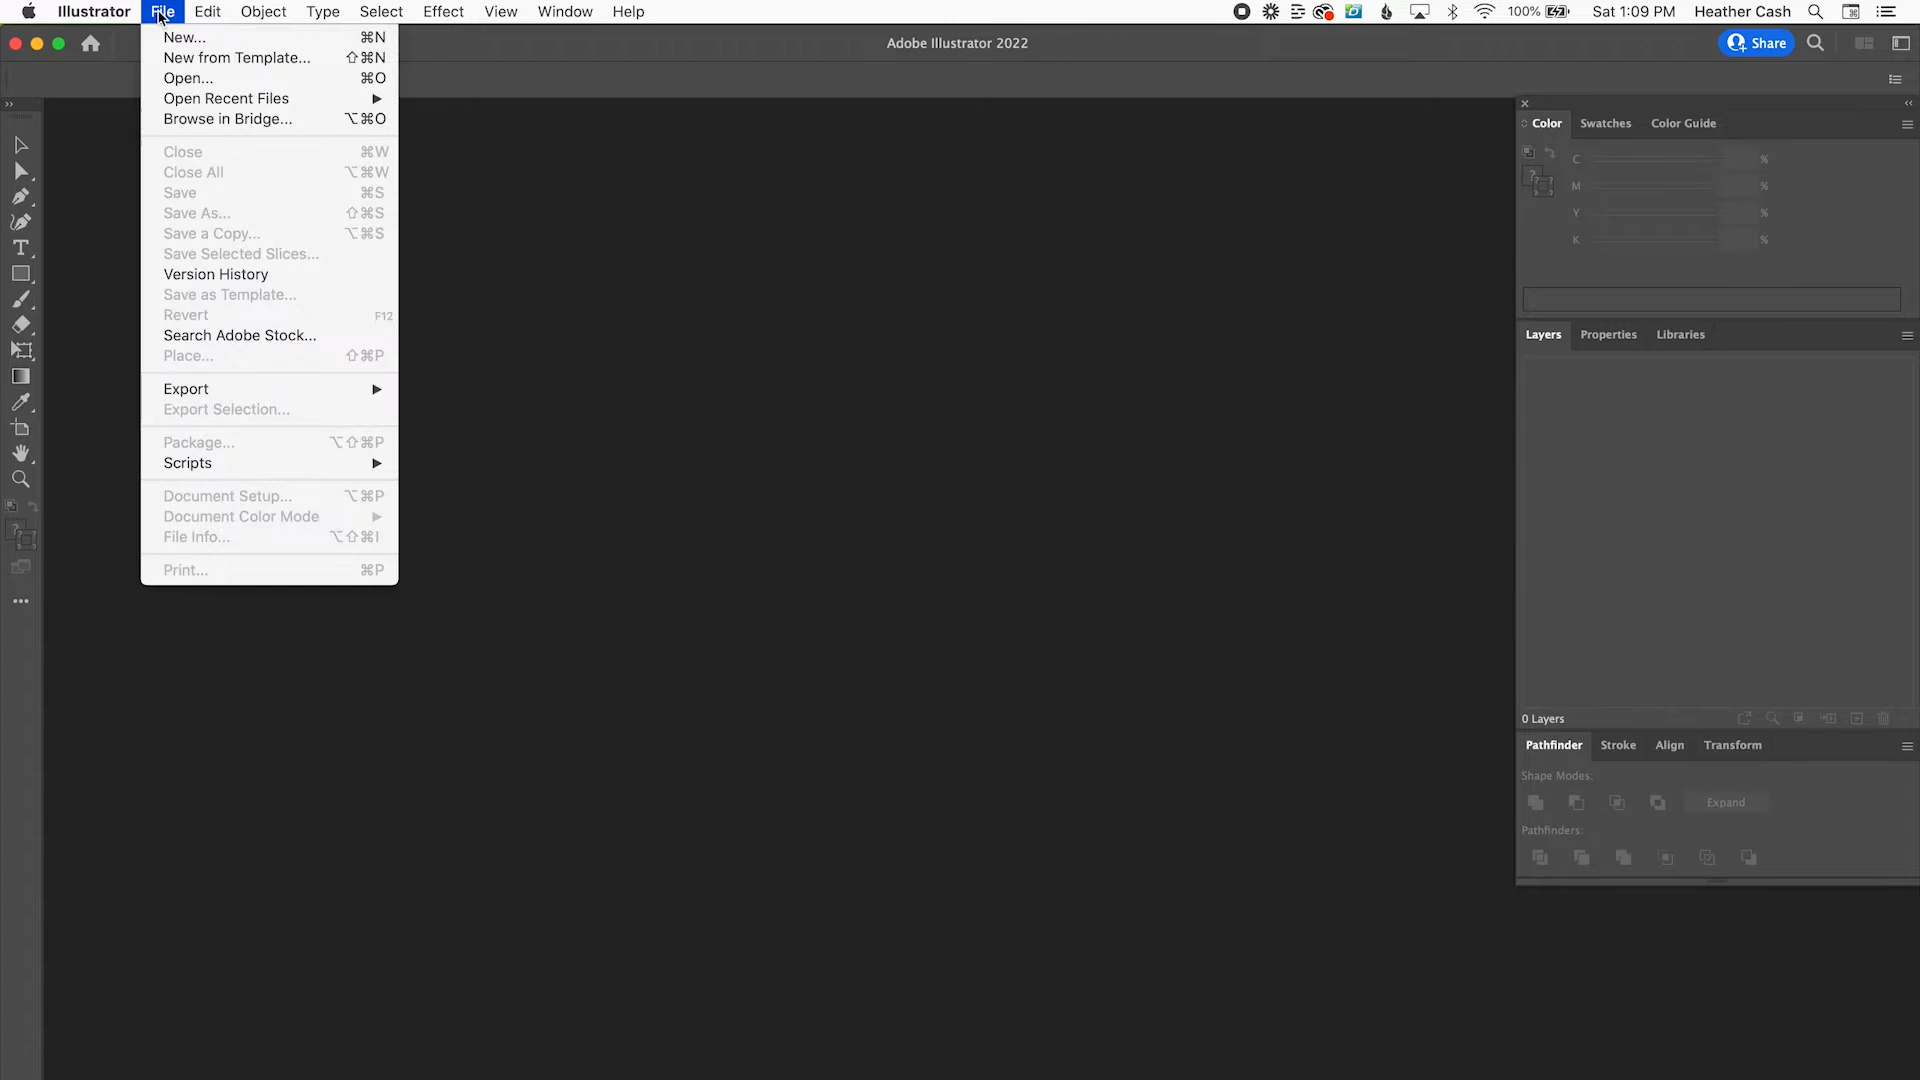 Illustrator File Edit Object Type Select Effect View Window Help 100% Sat 1:09 PM Heather Cash
Adobe Illustrator 2022 Share
New... ⌘N
New from Template... ⇧⌘N
Open... ⌘O
Open Recent Files ▶
Browse in Bridge... ⌥⌘O
Close ⌘W
Close All ⌥⌘W
Save ⌘S
Save As... ⇧⌘S
Save a Copy... ⌥⌘S
Save Selected Slices...
Version History
Save as Template...
Revert F12
Search Adobe Stock...
Place... ⇧⌘P
Export ▶
Export Selection...
Package... ⌥⇧⌘P
Scripts ▶
Document Setup... ⌥⌘P
Document Color Mode ▶
File Info... ⌥⇧⌘I
Print... ⌘P
Color Swatches Color Guide
C %
M %
Y %
K %
Layers Properties Libraries
0 Layers
Pathfinder Stroke Align Transform
Shape Modes:
Expand
Pathfinders: